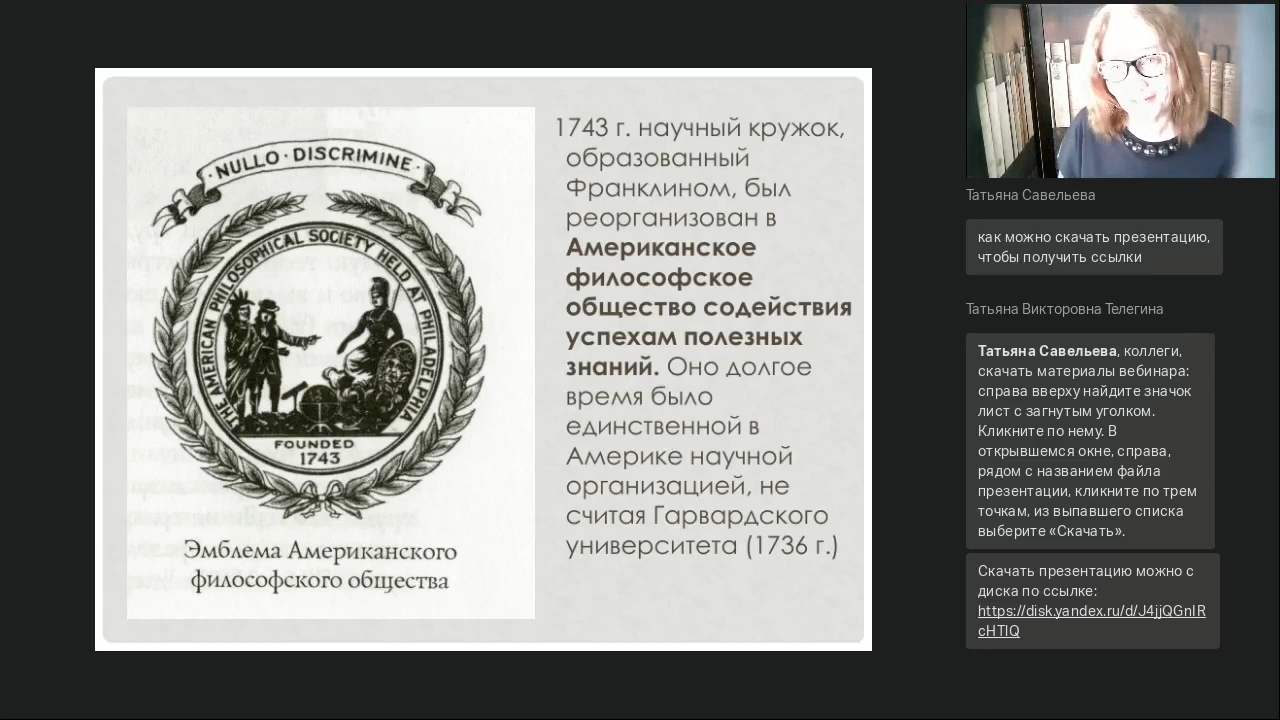 NULLO · DISCRIMINE ·
THE AMERICAN PHILOSOPHICAL SOCIETY HELD AT PHILADELPHIA
FOUNDED
1743
Эмблема Американского
философского общества
1743 г. научный кружок,
образованный
Франклином, был
реорганизован в
Американское
философское
общество содействия
успехам полезных
знаний. Оно долгое
время было
единственной в
Америке научной
организацией, не
считая Гарвардского
университета (1736 г.)
Татьяна Савельева
как можно скачать презентацию,
чтобы получить ссылки
Татьяна Викторовна Телегина
Татьяна Савельева, коллеги,
скачать материалы вебинара:
справа вверху найдите значок
лист с загнутым уголком.
Кликните по нему. В
открывшемся окне, справа,
рядом с названием файла
презентации, кликните по трем
точкам, из выпавшего списка
выберите «Скачать».
Скачать презентацию можно с
диска по ссылке:
https://disk.yandex.ru/d/J4jjQGnIR
cHTlQ